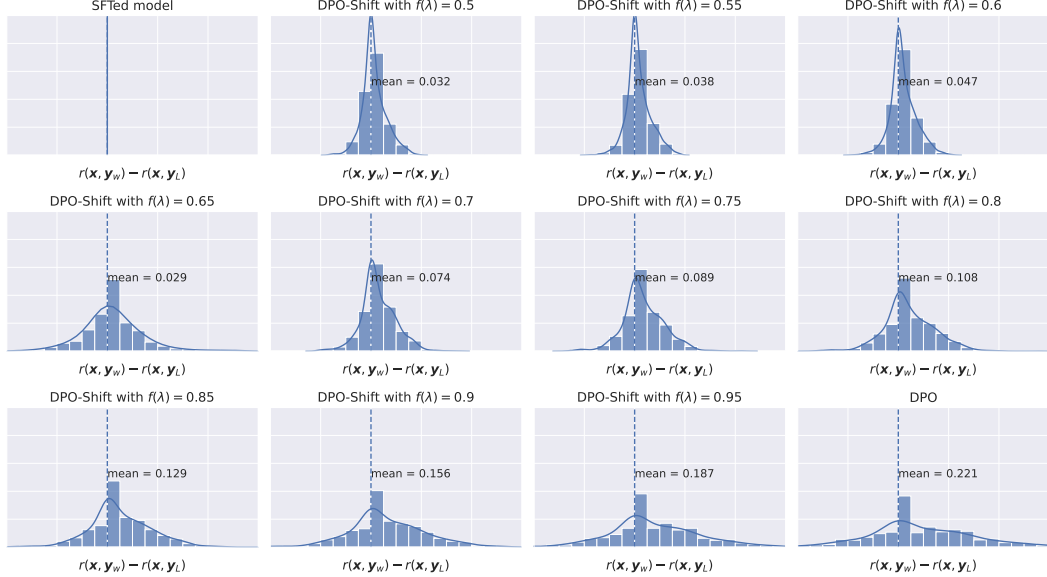 SFTed model
DPO-Shift with f(λ) = 0.5
DPO-Shift with f(λ) = 0.55
DPO-Shift with f(λ) = 0.6
mean = 0.032
mean = 0.038
mean = 0.047
r(x, y_w) − r(x, y_L)
r(x, y_w) − r(x, y_L)
r(x, y_w) − r(x, y_L)
r(x, y_w) − r(x, y_L)
DPO-Shift with f(λ) = 0.65
DPO-Shift with f(λ) = 0.7
DPO-Shift with f(λ) = 0.75
DPO-Shift with f(λ) = 0.8
mean = 0.029
mean = 0.074
mean = 0.089
mean = 0.108
r(x, y_w) − r(x, y_L)
r(x, y_w) − r(x, y_L)
r(x, y_w) − r(x, y_L)
r(x, y_w) − r(x, y_L)
DPO-Shift with f(λ) = 0.85
DPO-Shift with f(λ) = 0.9
DPO-Shift with f(λ) = 0.95
DPO
mean = 0.129
mean = 0.156
mean = 0.187
mean = 0.221
r(x, y_w) − r(x, y_L)
r(x, y_w) − r(x, y_L)
r(x, y_w) − r(x, y_L)
r(x, y_w) − r(x, y_L)